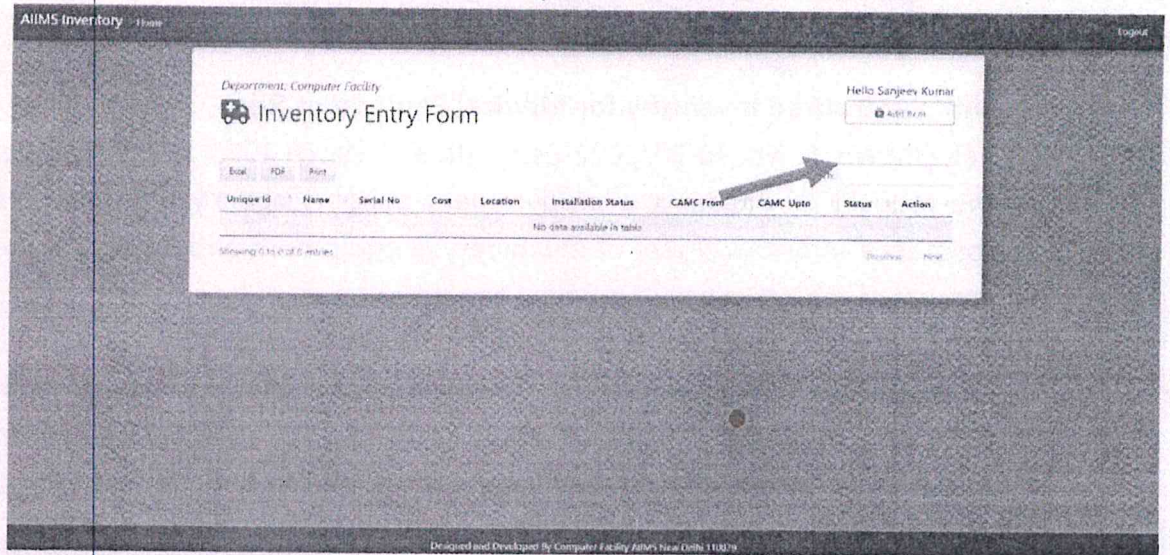 AIIMS Inventory Home
Logout
Department: Computer Facility
Hello Sanjeev Kumar
Inventory Entry Form
Add Item
Excel PDF Print
Unique Id Name Serial No Cost Location Installation Status CAMC From CAMC Upto Status Action
No data available in table
Showing 0 to 0 of 0 entries
Previous Next
Designed and Developed By Computer Facility AIIMS New Delhi 110029